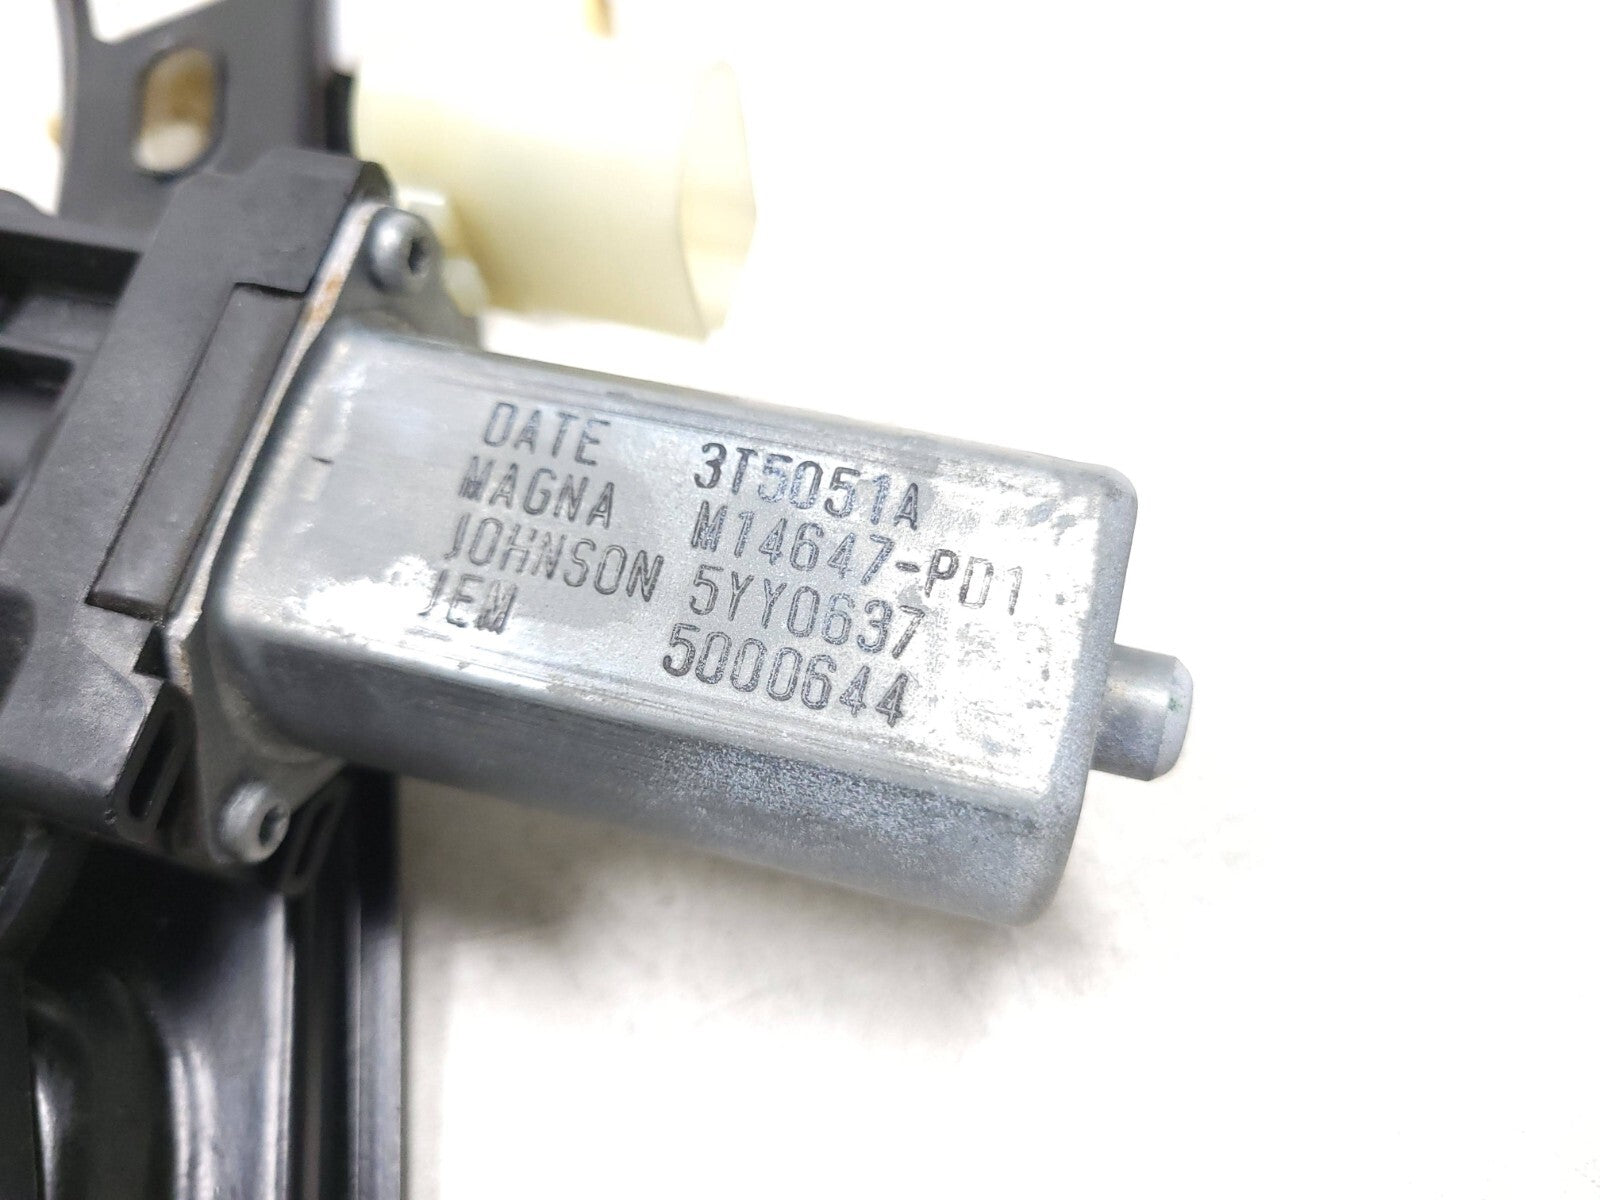 DATE 3T5051A
MAGNA M14647-PD1
JOHNSON 5YY0637
JEM 5000644